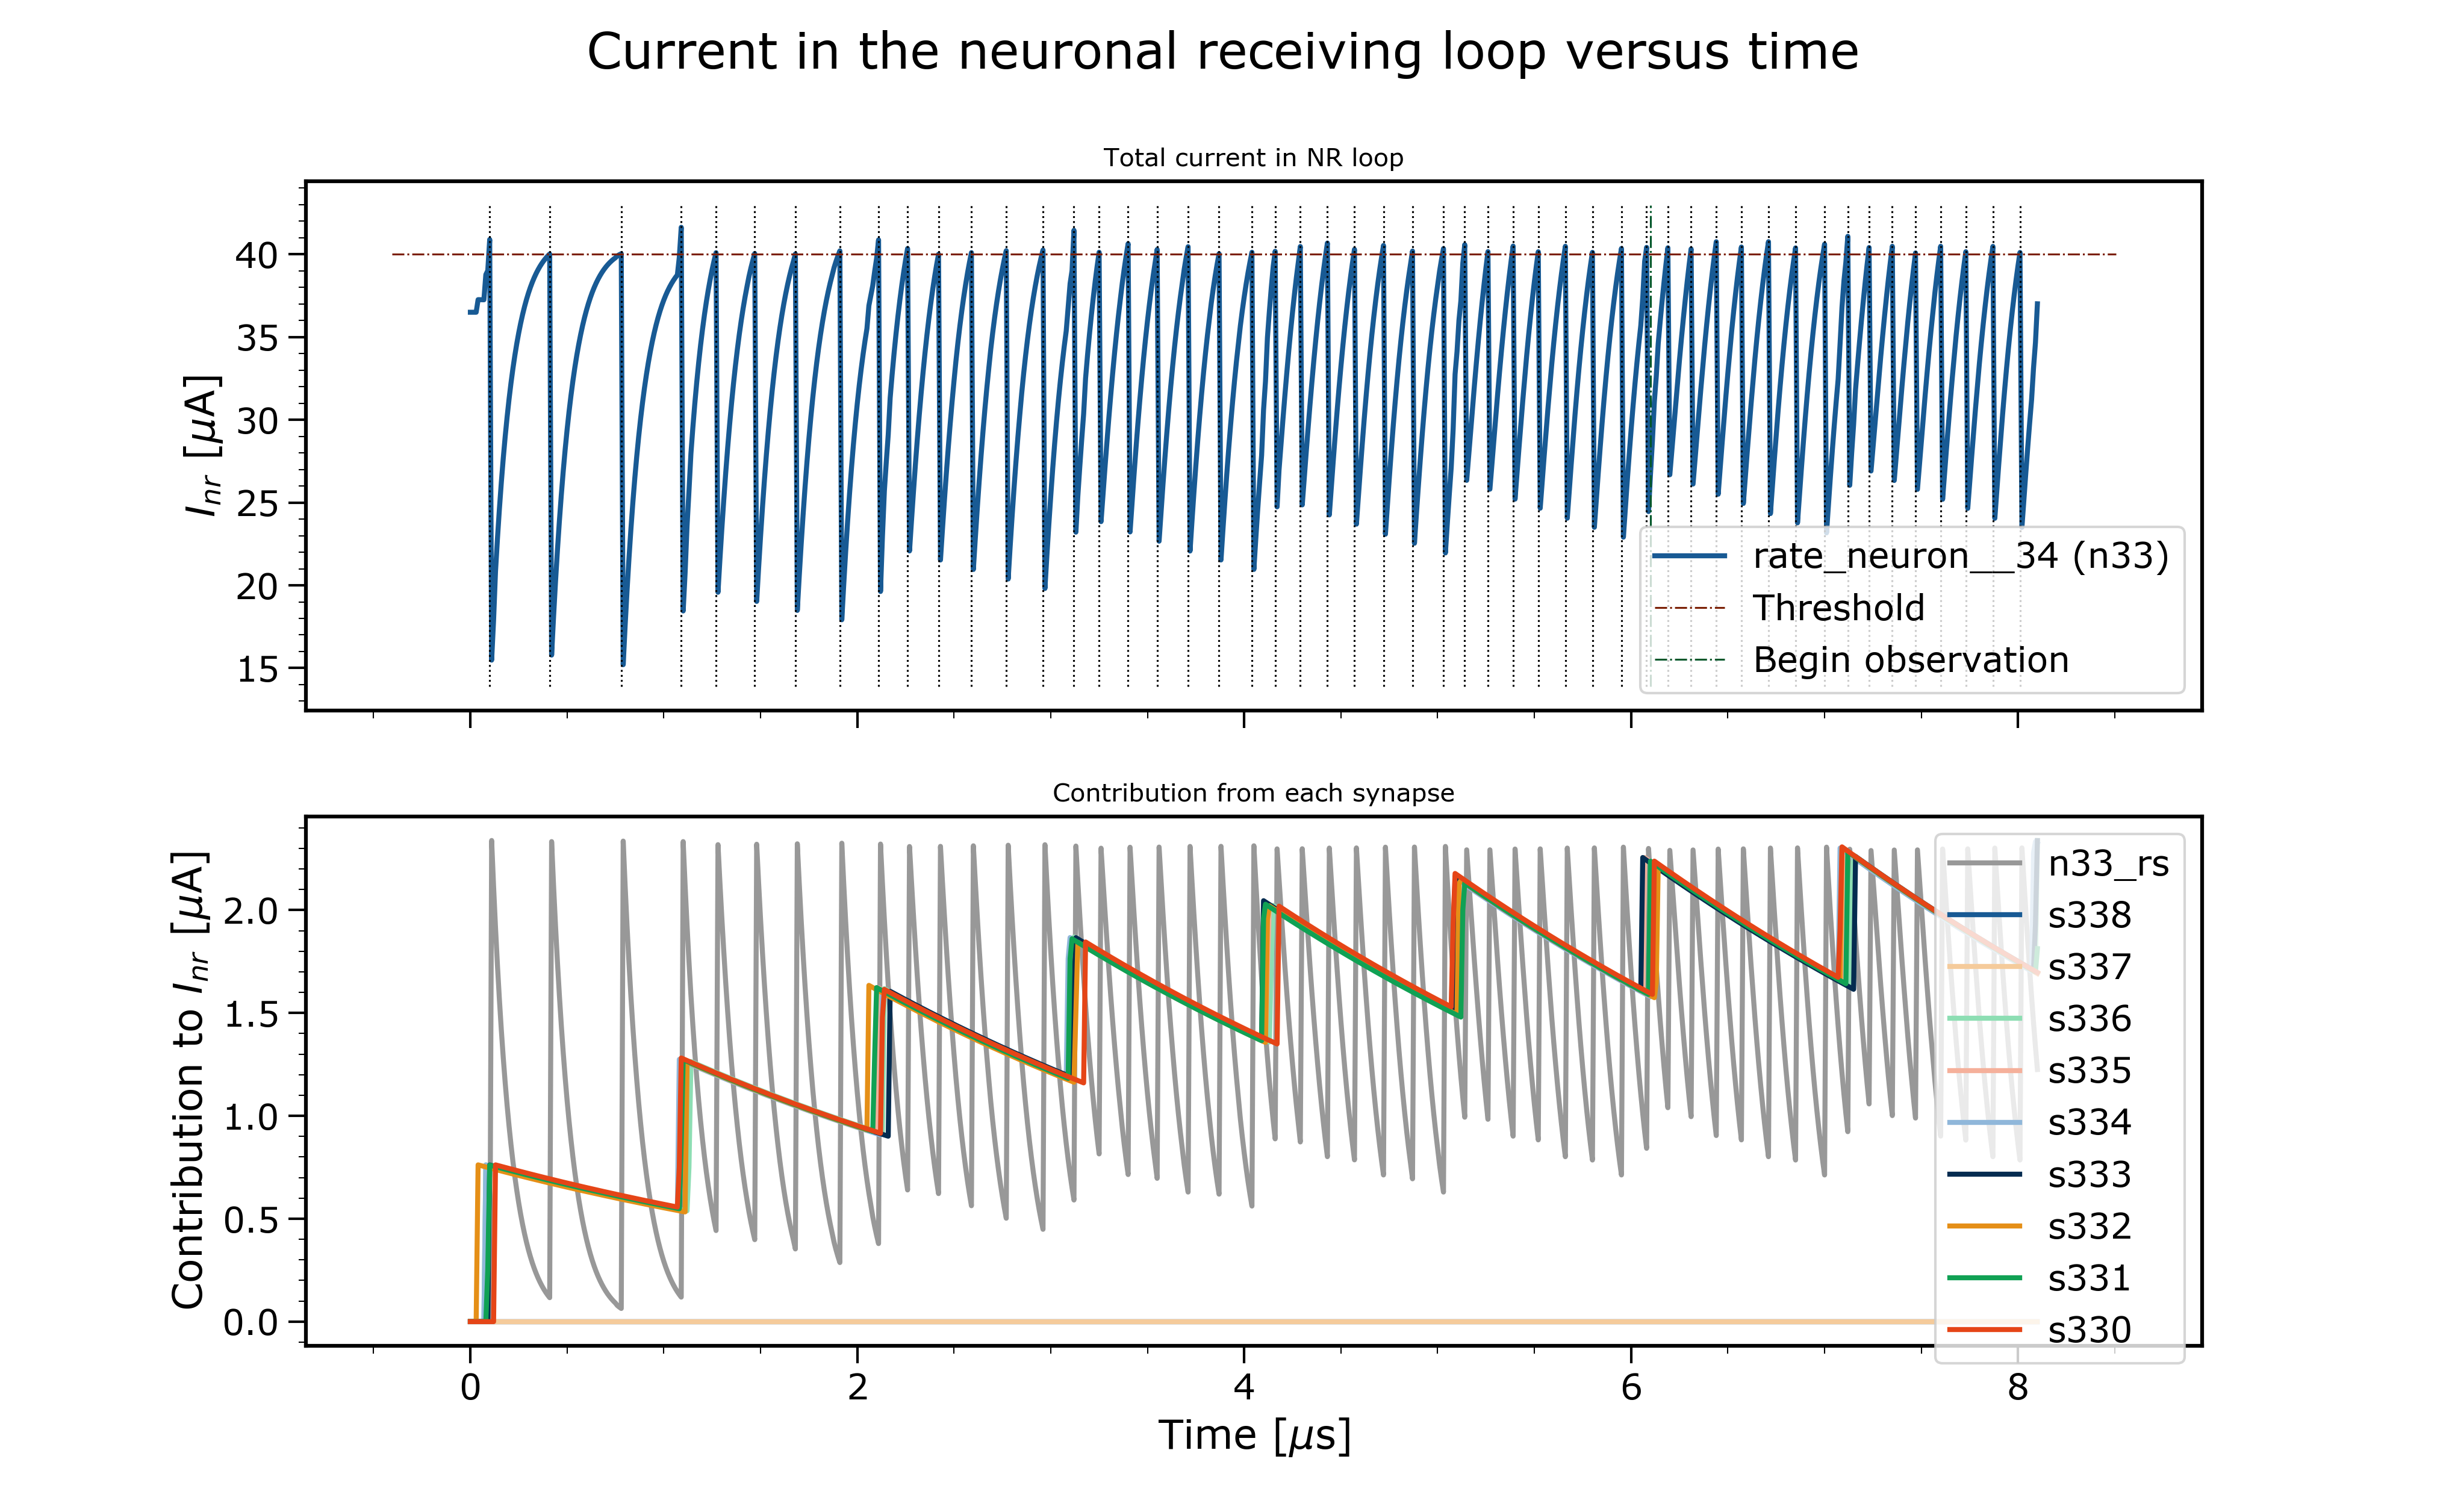 Current in the neuronal receiving loop versus time
Total current in NR loop
40
35
30
25
20
15
I_nr [μA]
rate_neuron__34 (n33)
Threshold
Begin observation
Contribution from each synapse
2.0
1.5
1.0
0.5
0.0
Contribution to I_nr [μA]
n33_rs
s338
s337
s336
s335
s334
s333
s332
s331
s330
0 2 4 6 8
Time [μs]